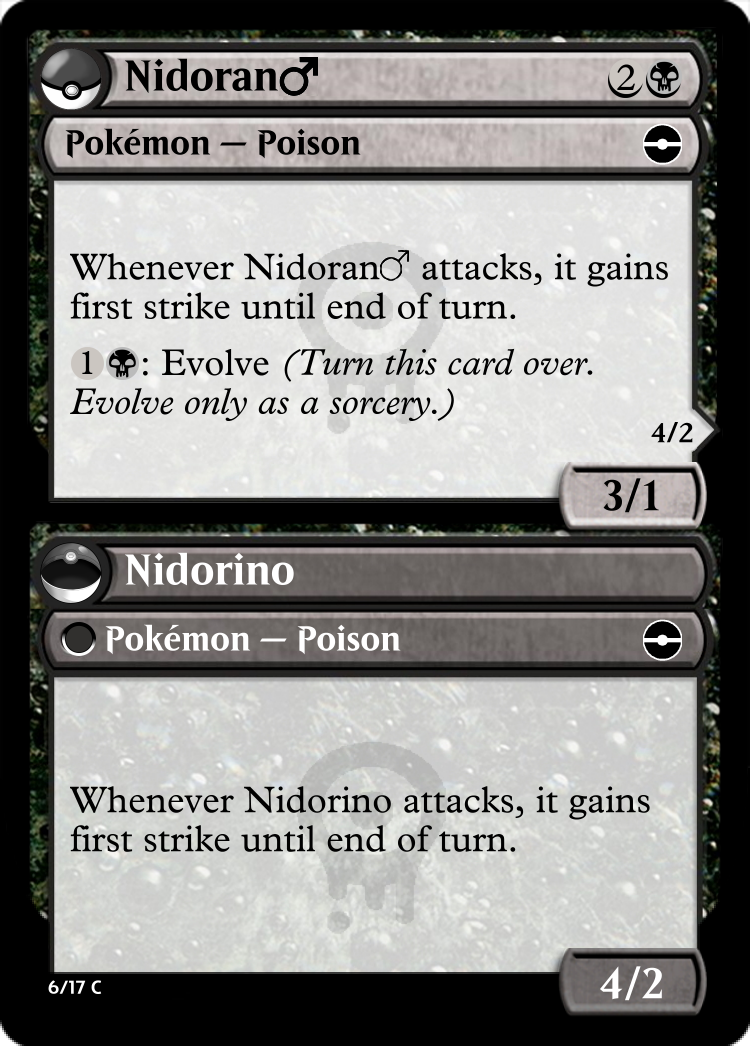 Nidoran♂ 2
Pokémon — Poison
Whenever Nidoran♂ attacks, it gains
first strike until end of turn.
1: Evolve (Turn this card over.
Evolve only as a sorcery.)
4/2
3/1
Nidorino
Pokémon — Poison
Whenever Nidorino attacks, it gains
first strike until end of turn.
6/17 C
4/2